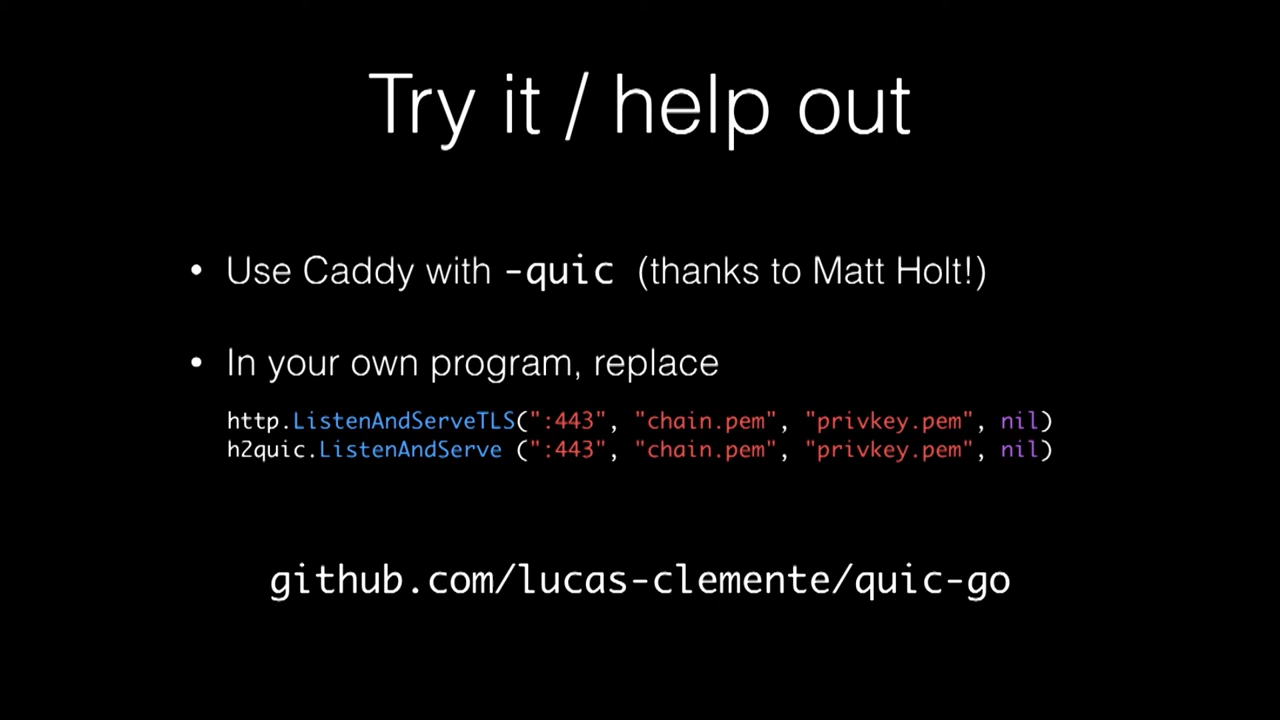 Try it / help out
• Use Caddy with -quic (thanks to Matt Holt!)
• In your own program, replace
http.ListenAndServeTLS(":443", "chain.pem", "privkey.pem", nil)
h2quic.ListenAndServe (":443", "chain.pem", "privkey.pem", nil)
github.com/lucas-clemente/quic-go